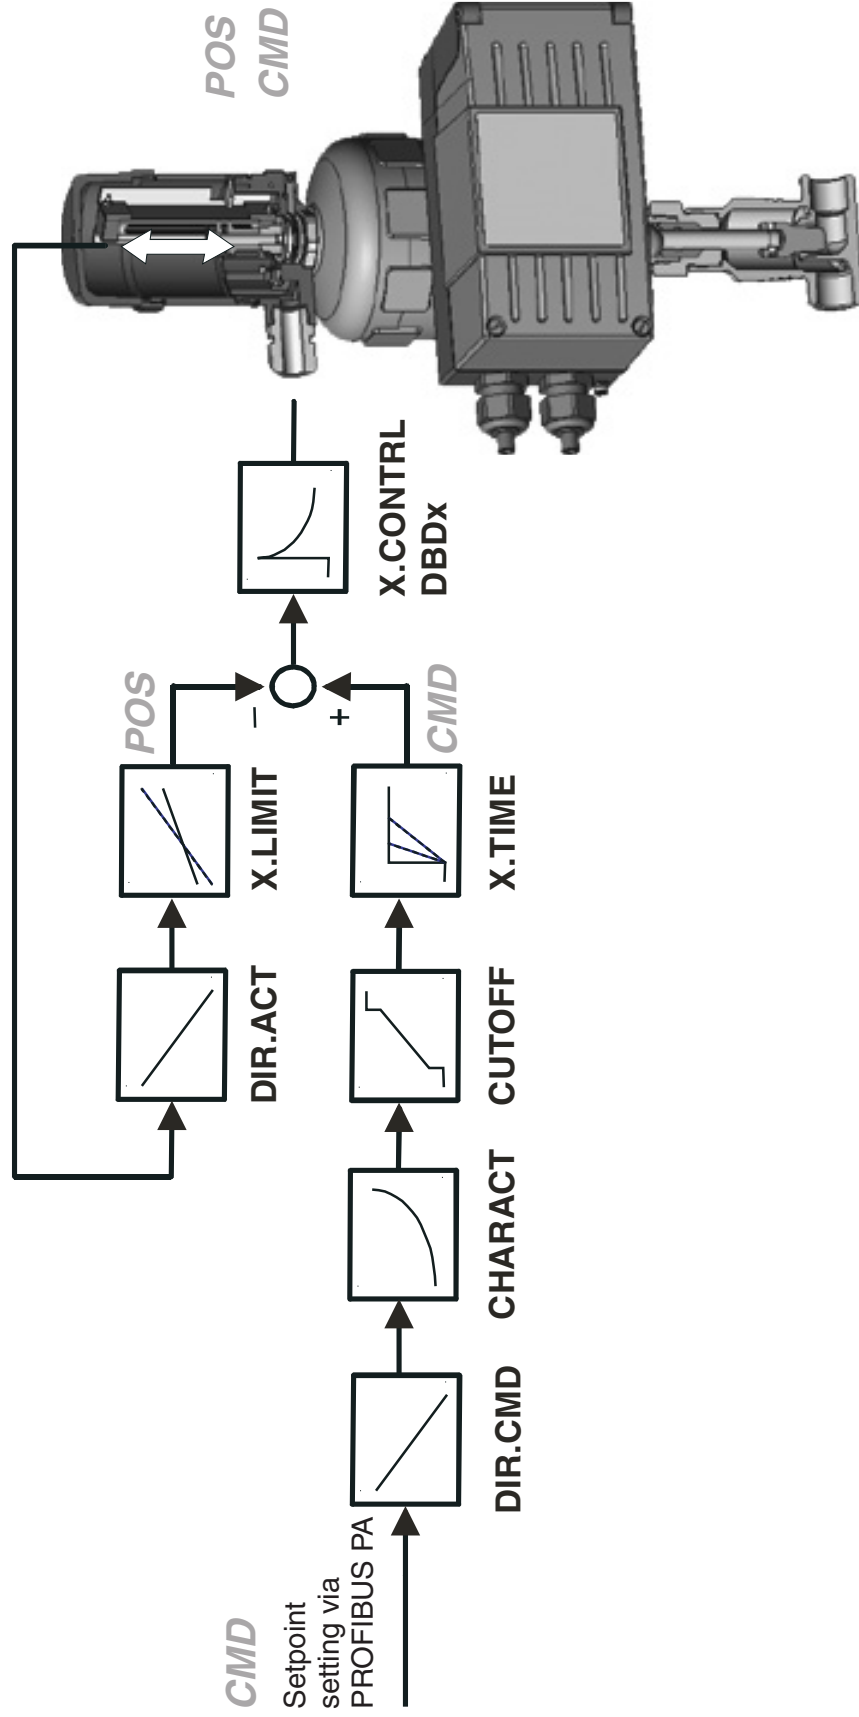 POS
CMD
Setpoint
setting via
PROFIBUS PA
DIR.ACT
X.LIMIT
–
+
POS
CMD
X.CONTRL
DBDx
CMD
DIR.CMD
CHARACT
CUTOFF
X.TIME